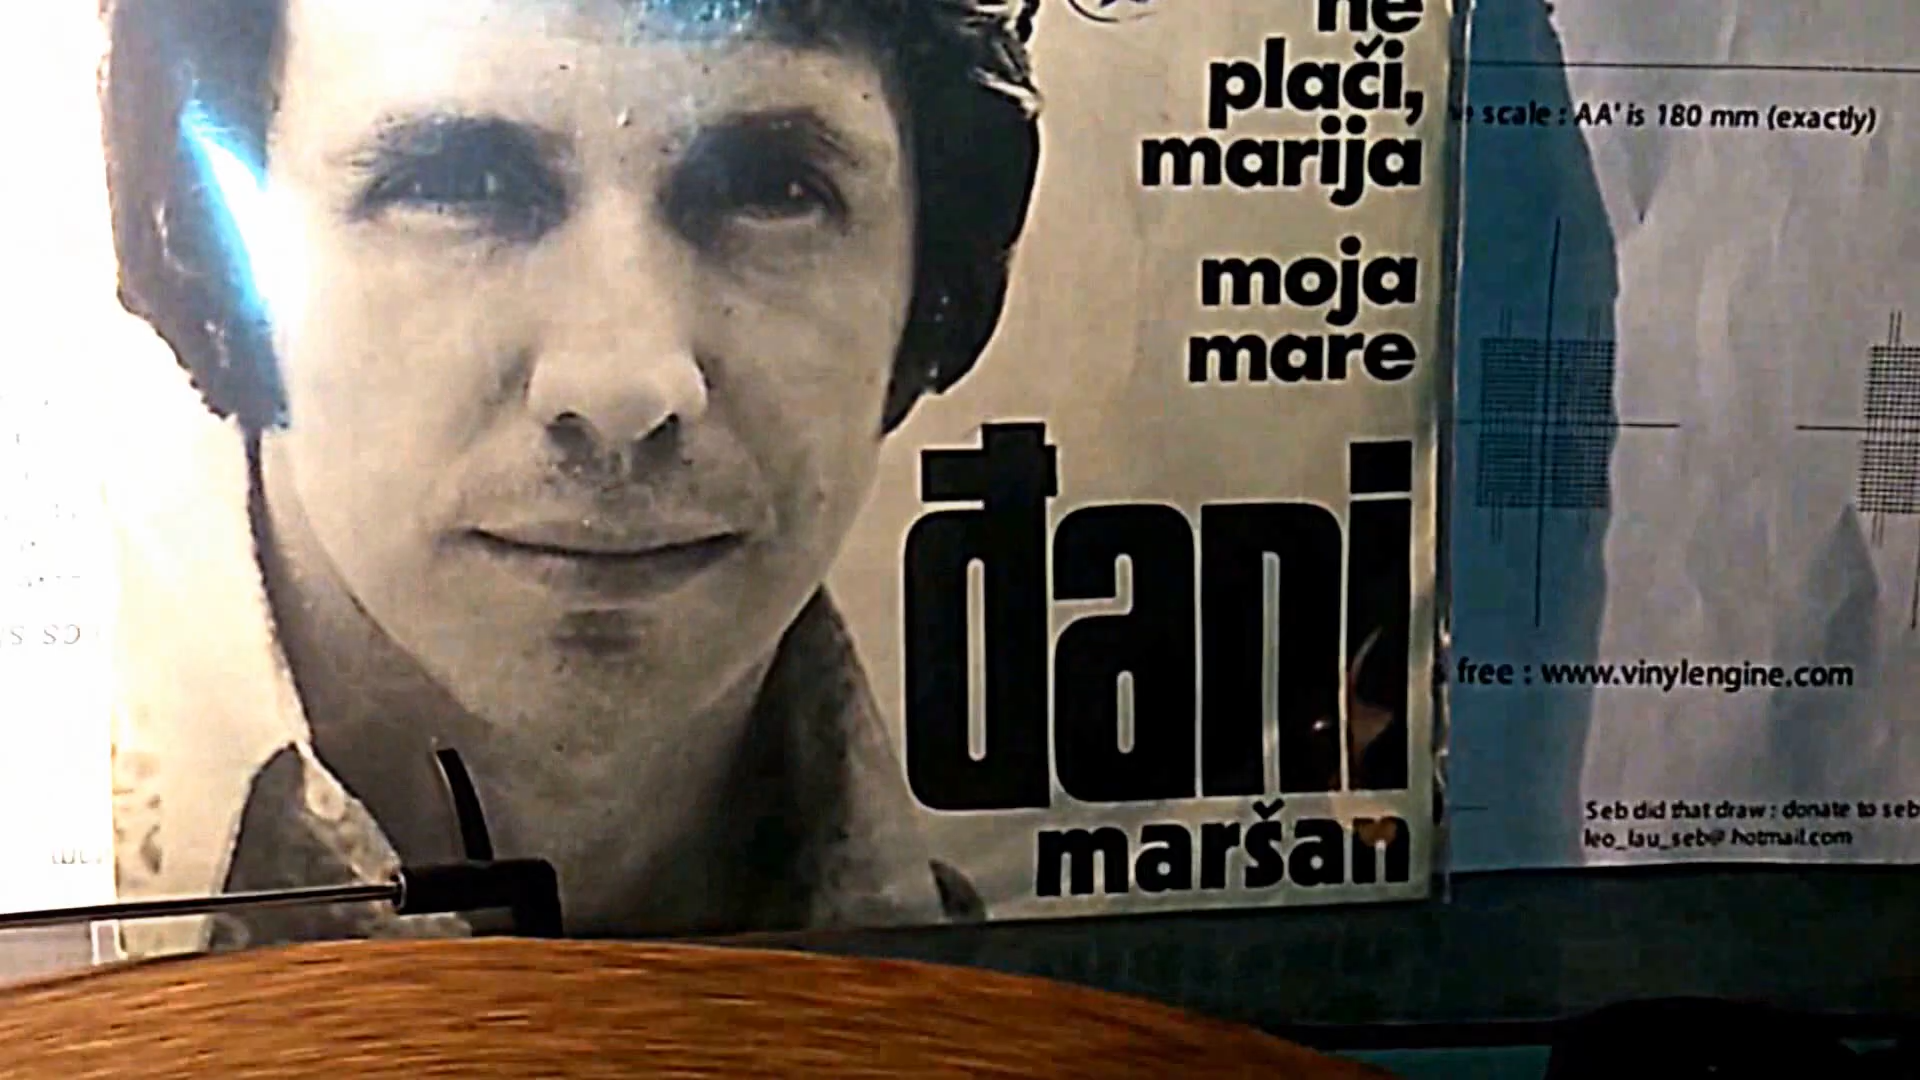 ne
plači,
marija
moja
mare
đani
maršan
scale : AA' is 180 mm (exactly)
free : www.vinylengine.com
Seb did that draw : donate to seb
leo_lau_seb@hotmail.com